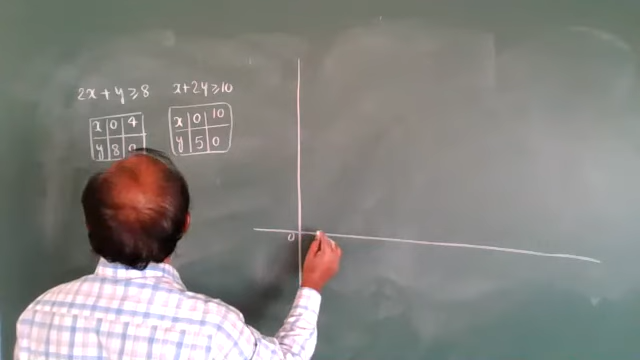 2x + y ≥ 8
x + 2y ≥ 10
x 0 4
y 8 0
x 0 10
y 5 0
0